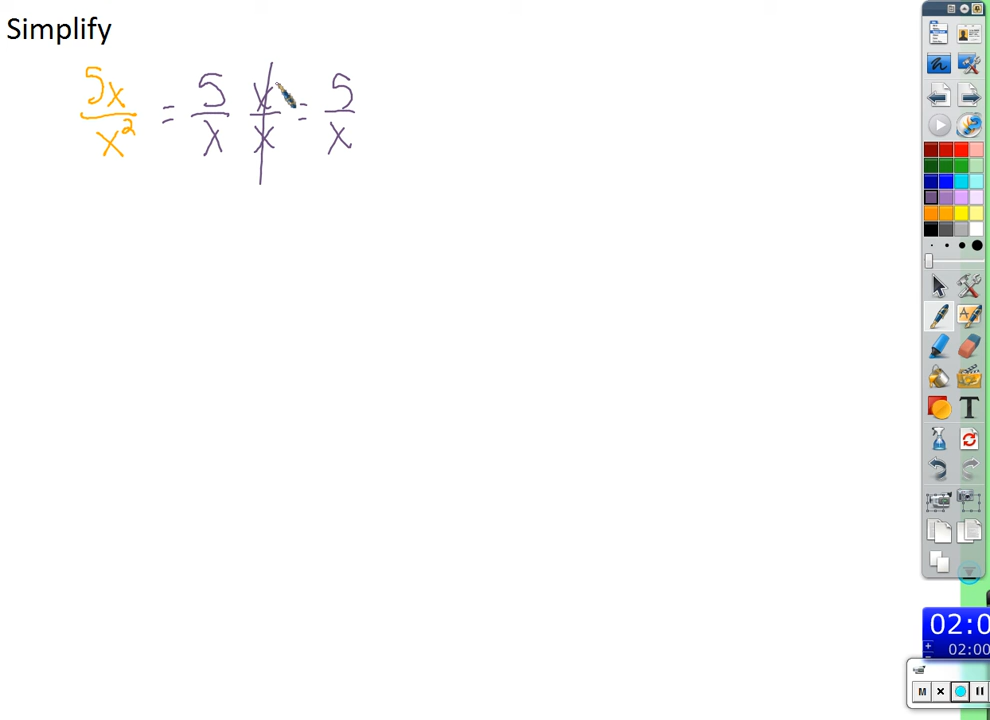 Simplify
5x/x² = 5/x x/x = 5/x
T
02:0
02:00
M